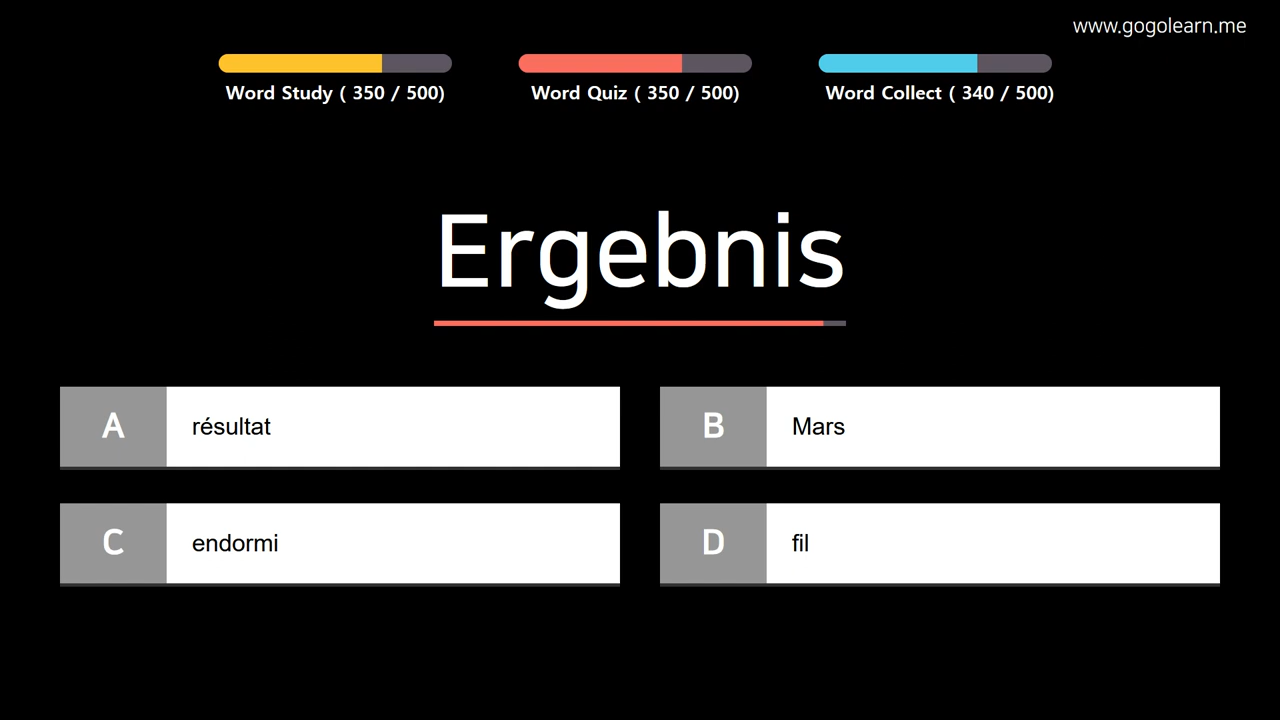 www.gogolearn.me
Word Study ( 350 / 500)
Word Quiz ( 350 / 500)
Word Collect ( 340 / 500)
Ergebnis
A résultat
B Mars
C endormi
D fil